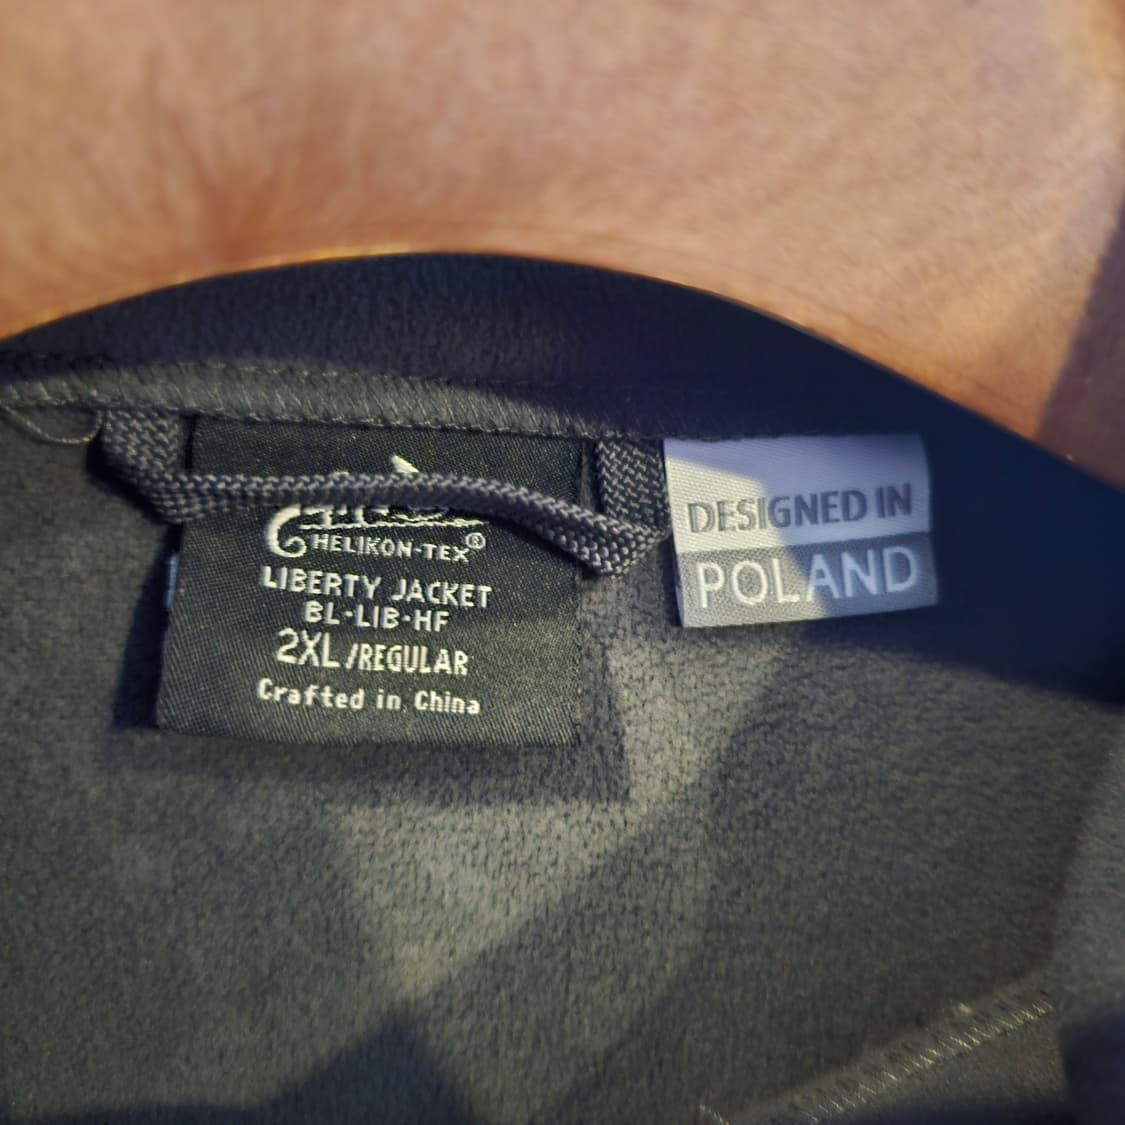 HELIKON-TEX®
LIBERTY JACKET
BL-LIB-HF
2XL/REGULAR
Crafted in China
DESIGNED IN
POLAND